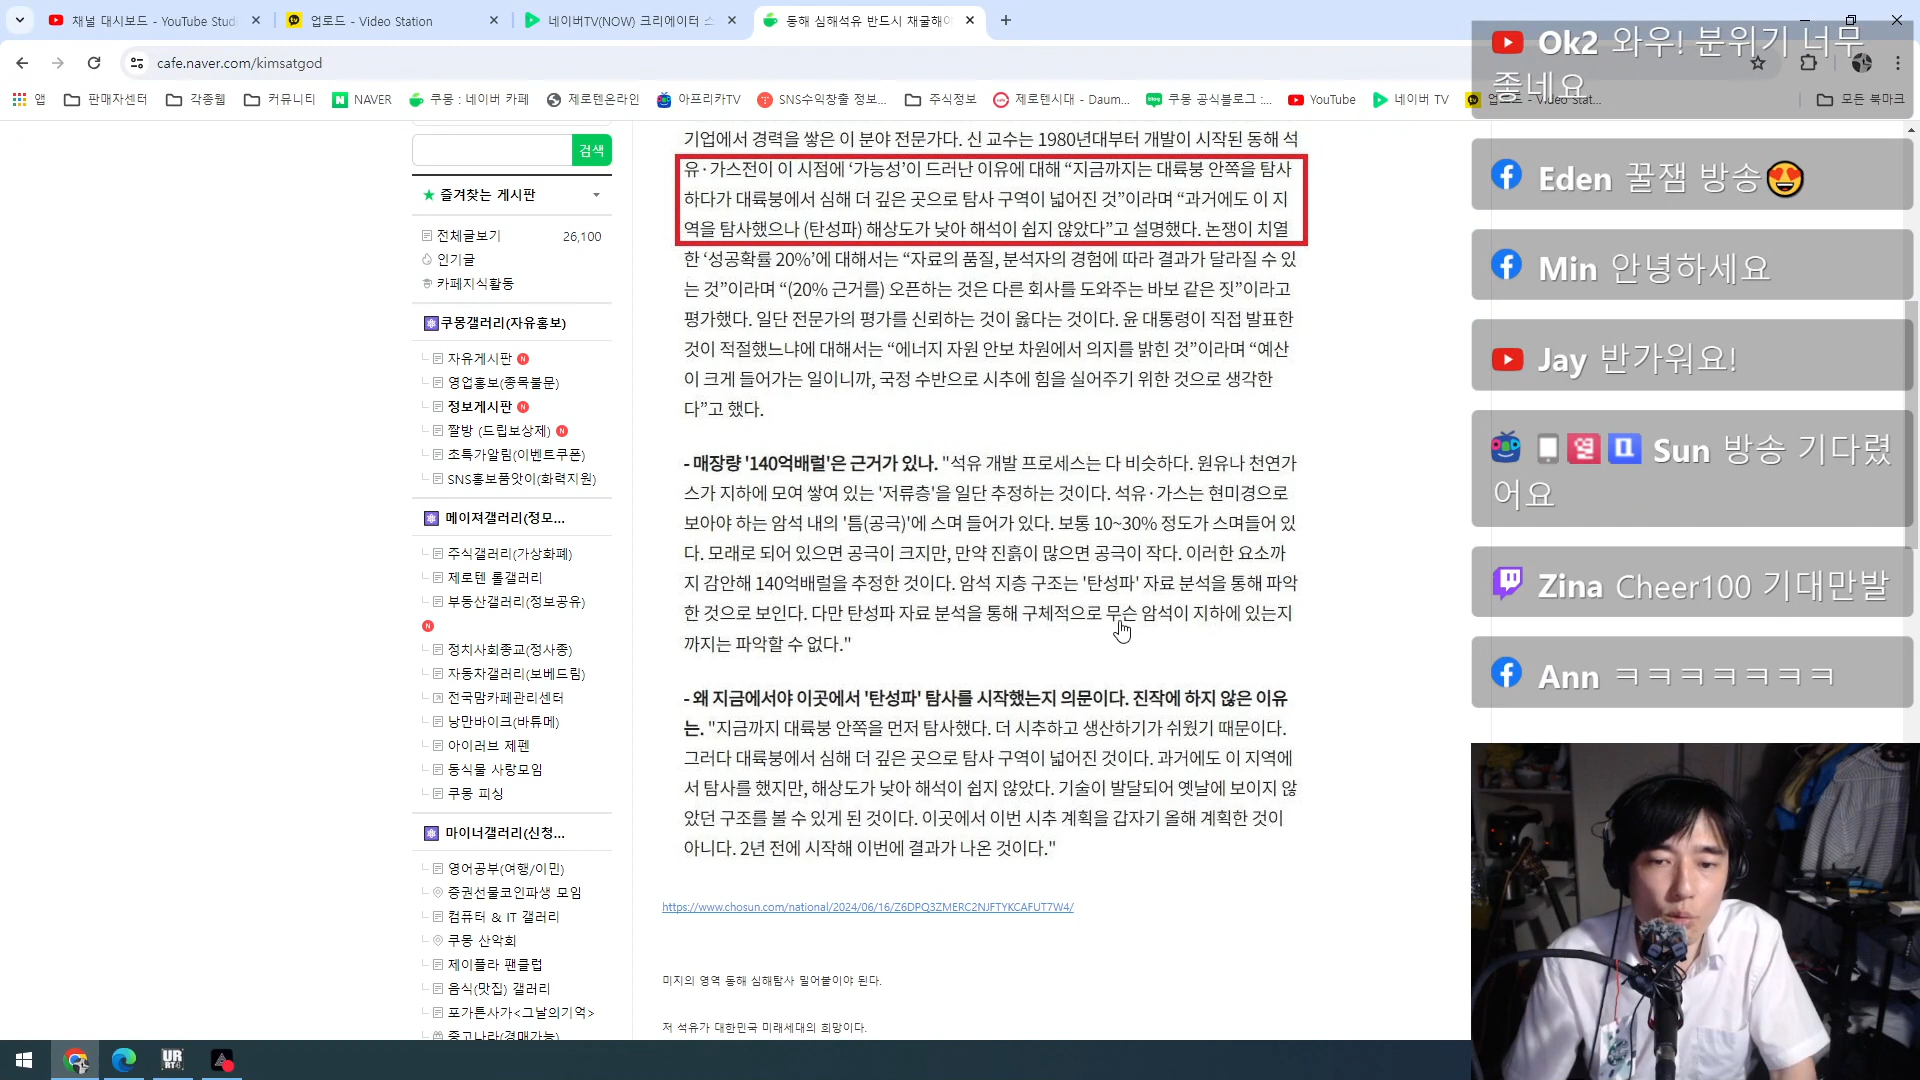 채널 대시보드 - YouTube Stud
업로드 - Video Station
네이버TV(NOW) 크리에이터 스
동해 심해석유 반드시 채굴해야
cafe.naver.com/kimsatgod
앱
판매자센터
각종웹
커뮤니티
NAVER
쿠몽 : 네이버 카페
제로텐온라인
아프리카TV
SNS수익창출 정보...
주식정보
제로텐시대 - Daum...
쿠몽 공식블로그 :...
YouTube
네이버 TV
업로드 - Video Stat...
모든 북마크
검색
즐겨찾는 게시판
전체글보기 26,100
인기글
카페지식활동
쿠몽갤러리(자유홍보)
자유게시판 N
영업홍보(종목불문)
정보게시판 N
짤방 (드립보상제) N
초특가알림(이벤트쿠폰)
SNS홍보품앗이(화력지원)
메이져갤러리(정모...
주식갤러리(가상화폐)
제로텐 롤갤러리
부동산갤러리(정보공유)
N
정치사회종교(정사종)
자동차갤러리(보베드림)
전국맘카페관리센터
낭만바이크(바튜메)
아이러브 제펜
동식물 사랑모임
쿠몽 피싱
마이너갤러리(신청...
영어공부(여행/이민)
증권선물코인파생 모임
컴퓨터 & IT 갤러리
쿠몽 산악회
제이플라 팬클럽
음식(맛집) 갤러리
포가튼사가<그날의기억>
중고나라(경매가능)
기업에서 경력을 쌓은 이 분야 전문가다. 신 교수는 1980년대부터 개발이 시작된 동해 석
유·가스전이 이 시점에 ‘가능성’이 드러난 이유에 대해 “지금까지는 대륙붕 안쪽을 탐사
하다가 대륙붕에서 심해 더 깊은 곳으로 탐사 구역이 넓어진 것”이라며 “과거에도 이 지
역을 탐사했으나 (탄성파) 해상도가 낮아 해석이 쉽지 않았다”고 설명했다. 논쟁이 치열
한 ‘성공확률 20%’에 대해서는 “자료의 품질, 분석자의 경험에 따라 결과가 달라질 수 있
는 것”이라며 “(20% 근거를) 오픈하는 것은 다른 회사를 도와주는 바보 같은 짓”이라고
평가했다. 일단 전문가의 평가를 신뢰하는 것이 옳다는 것이다. 윤 대통령이 직접 발표한
것이 적절했느냐에 대해서는 “에너지 자원 안보 차원에서 의지를 밝힌 것”이라며 “예산
이 크게 들어가는 일이니까, 국정 수반으로 시추에 힘을 실어주기 위한 것으로 생각한
다”고 했다.
- 매장량 '140억배럴'은 근거가 있나. "석유 개발 프로세스는 다 비슷하다. 원유나 천연가
스가 지하에 모여 쌓여 있는 '저류층'을 일단 추정하는 것이다. 석유·가스는 현미경으로
보아야 하는 암석 내의 '틈(공극)'에 스며 들어가 있다. 보통 10~30% 정도가 스며들어 있
다. 모래로 되어 있으면 공극이 크지만, 만약 진흙이 많으면 공극이 작다. 이러한 요소까
지 감안해 140억배럴을 추정한 것이다. 암석 지층 구조는 '탄성파' 자료 분석을 통해 파악
한 것으로 보인다. 다만 탄성파 자료 분석을 통해 구체적으로 무슨 암석이 지하에 있는지
까지는 파악할 수 없다."
- 왜 지금에서야 이곳에서 '탄성파' 탐사를 시작했는지 의문이다. 진작에 하지 않은 이유
는. "지금까지 대륙붕 안쪽을 먼저 탐사했다. 더 시추하고 생산하기가 쉬웠기 때문이다.
그러다 대륙붕에서 심해 더 깊은 곳으로 탐사 구역이 넓어진 것이다. 과거에도 이 지역에
서 탐사를 했지만, 해상도가 낮아 해석이 쉽지 않았다. 기술이 발달되어 옛날에 보이지 않
았던 구조를 볼 수 있게 된 것이다. 이곳에서 이번 시추 계획을 갑자기 올해 계획한 것이
아니다. 2년 전에 시작해 이번에 결과가 나온 것이다."
https://www.chosun.com/national/2024/06/16/Z6DPQ3ZMERC2NJFTYKCAFUT7W4/
미지의 영역 동해 심해탐사 밀어붙이야 된다.
저 석유가 대한민국 미래세대의 희망이다.
Ok2 와우! 분위기 너무
좋네요
Eden 꿀잼 방송😍
Min 안녕하세요
Jay 반가워요!
열 Sun 방송 기다렸
어요
Zina Cheer100 기대만발
Ann ㅋㅋㅋㅋㅋㅋㅋ
UR
RT